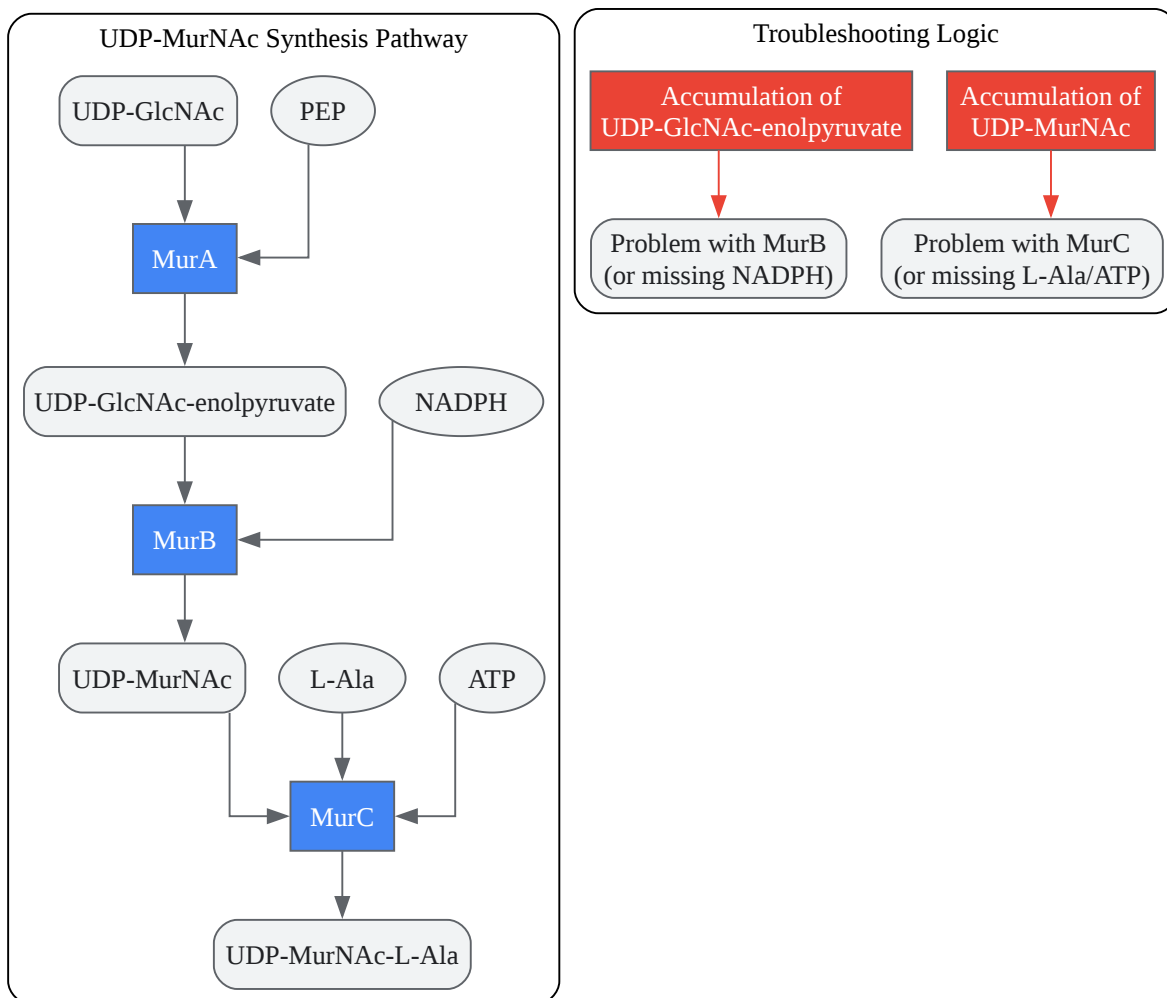 UDP-MurNAc Synthesis Pathway
UDP-GlcNAc
PEP
MurA
UDP-GlcNAc-enolpyruvate
NADPH
MurB
UDP-MurNAc
L-Ala
ATP
MurC
UDP-MurNAc-L-Ala
Troubleshooting Logic
Accumulation of
UDP-GlcNAc-enolpyruvate
Problem with MurB
(or missing NADPH)
Accumulation of
UDP-MurNAc
Problem with MurC
(or missing L-Ala/ATP)